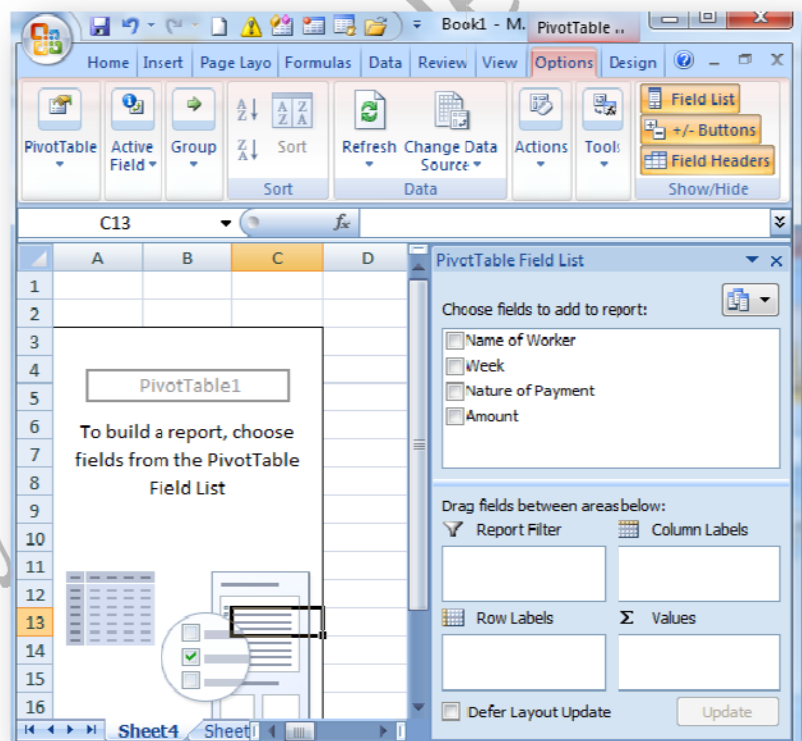 Book1 - M. PivotTable ..
Home Insert Page Layo Formulas Data Review View Options Design
PivotTable Active Field Group Sort Refresh Change Data Source Actions Tools Field List
+/- Buttons
Field Headers
Sort Data Show/Hide
C13 fx
A B C D PivotTable Field List
1
2
Choose fields to add to report:
3 Name of Worker
4 Week
PivotTable1
5 Nature of Payment
Amount
6 To build a report, choose
7 fields from the PivotTable
8 Field List
9 Drag fields between areas below:
10 Report Filter Column Labels
11
12
13 Row Labels Σ Values
14
15
16 Defer Layout Update Update
Sheet4 Sheet